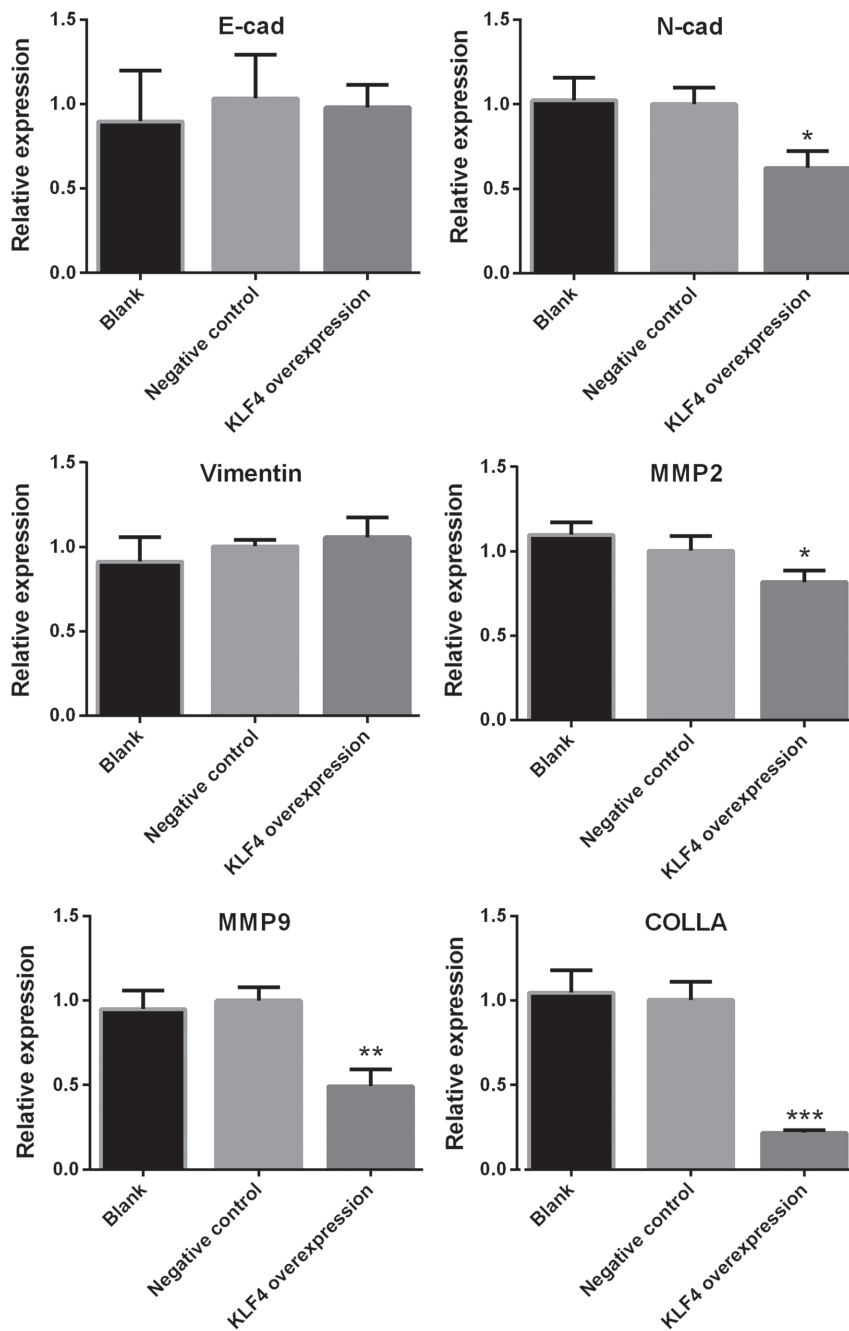 E-cad
Relative expression
1.5
1.0
0.5
0.0
Blank
Negative control
KLF4 overexpression
N-cad
Relative expression
1.5
1.0
0.5
0.0
*
Blank
Negative control
KLF4 overexpression
Vimentin
Relative expression
1.5
1.0
0.5
0.0
Blank
Negative control
KLF4 overexpression
MMP2
Relative expression
1.5
1.0
0.5
0.0
*
Blank
Negative control
KLF4 overexpression
MMP9
Relative expression
1.5
1.0
0.5
0.0
**
Blank
Negative control
KLF4 overexpression
COLLA
Relative expression
1.5
1.0
0.5
0.0
***
Blank
Negative control
KLF4 overexpression